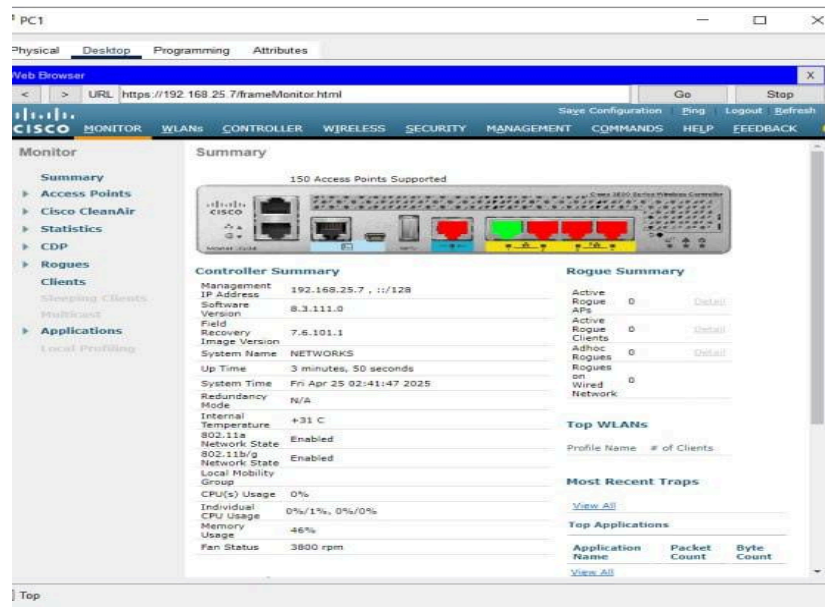 PC1
Physical Desktop Programming Attributes
Web Browser X
< > URL https://192.168.25.7/frameMonitor.html Go Stop
Save Configuration Ping Logout Refresh
CISCO MONITOR WLANs CONTROLLER WIRELESS SECURITY MANAGEMENT COMMANDS HELP FEEDBACK
Monitor
Summary
Access Points
Cisco CleanAir
Statistics
CDP
Rogues
Clients
Sleeping Clients
Multicast
Applications
Local Profiling
Summary
150 Access Points Supported
CISCO
Controller Summary
Management IP Address 192.168.25.7 , ::/128
Software Version 8.3.111.0
Field Recovery Image Version 7.6.101.1
System Name NETWORKS
Up Time 3 minutes, 50 seconds
System Time Fri Apr 25 02:41:47 2025
Redundancy Mode N/A
Internal Temperature +31 C
802.11a Network State Enabled
802.11b/g Network State Enabled
Local Mobility Group
CPU(s) Usage 0%
Individual CPU Usage 0%/1%, 0%/0%
Memory Usage 46%
Fan Status 3800 rpm
Rogue Summary
Active Rogue APs 0 Detail
Active Rogue Clients 0 Detail
Adhoc Rogues 0 Detail
Rogues on Wired Network 0
Top WLANs
Profile Name # of Clients
Most Recent Traps
View All
Top Applications
Application Name Packet Count Byte Count
View All
Top